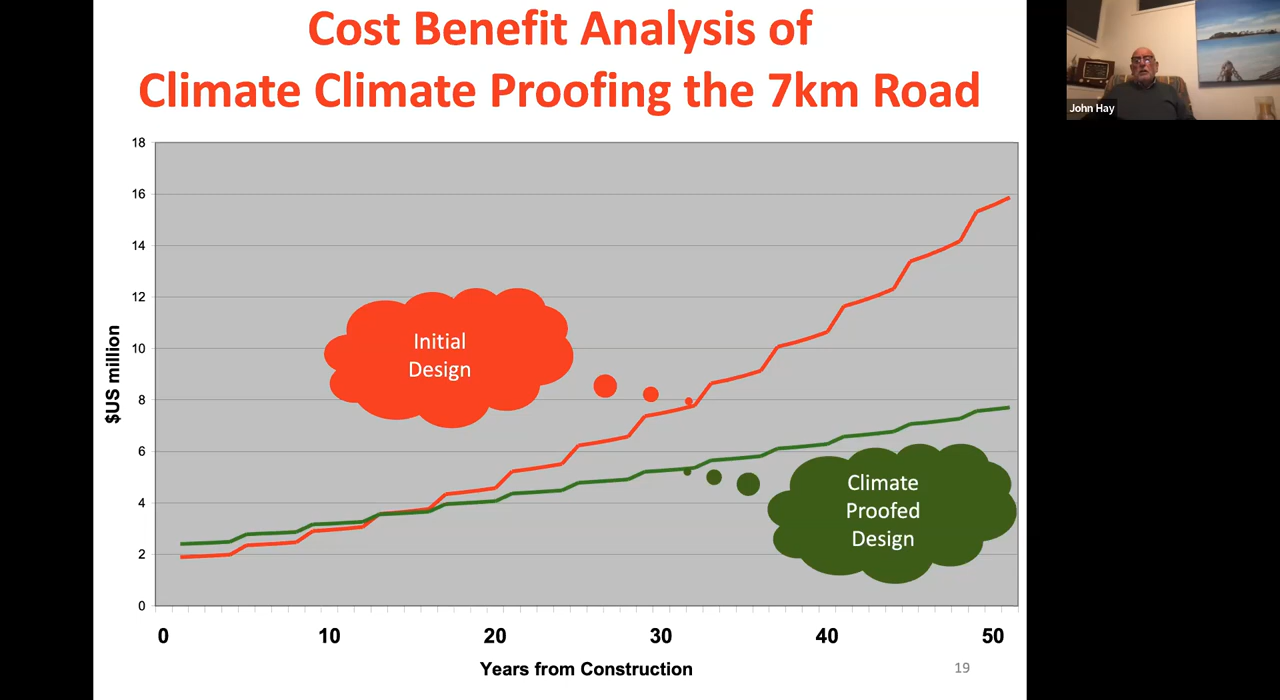 Cost Benefit Analysis of
Climate Climate Proofing the 7km Road
John Hay
18
16
14
12
10
8
6
4
2
0
$US million
Initial
Design
Climate
Proofed
Design
0 10 20 30 40 50
Years from Construction
19